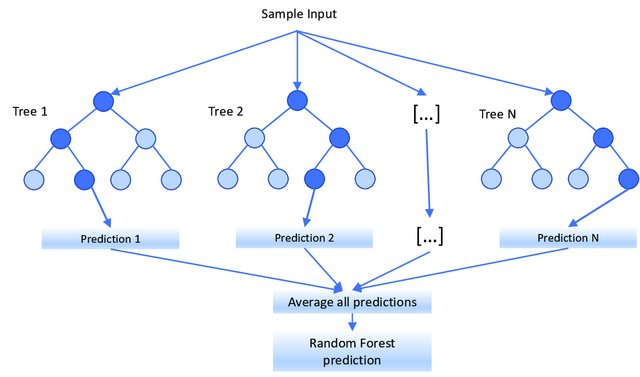 Sample Input
Tree 1
Tree 2
[...]
Tree N
Prediction 1
Prediction 2
[...]
Prediction N
Average all predictions
Random Forest
prediction